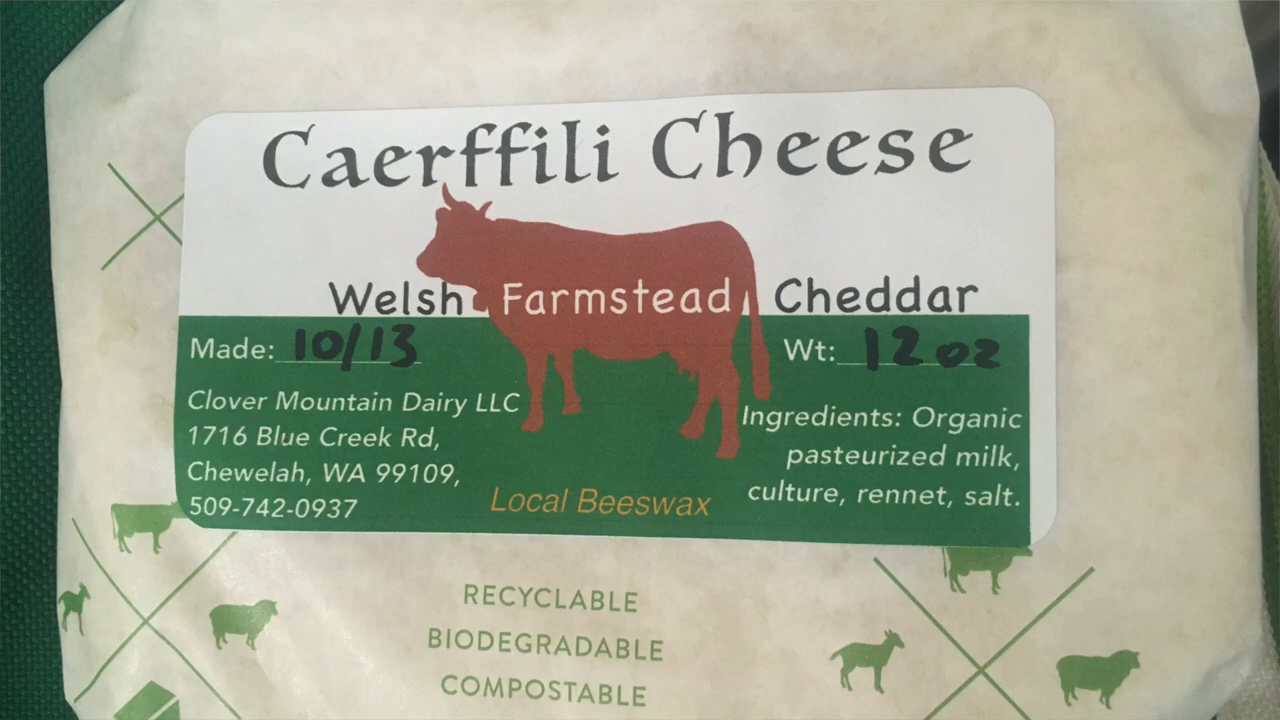 Caerffili Cheese
Welsh Farmstead Cheddar
Made: 10/13
Wt: 12 oz
Clover Mountain Dairy LLC
1716 Blue Creek Rd,
Chewelah, WA 99109,
509-742-0937
Local Beeswax
Ingredients: Organic
pasteurized milk,
culture, rennet, salt.
RECYCLABLE
BIODEGRADABLE
COMPOSTABLE